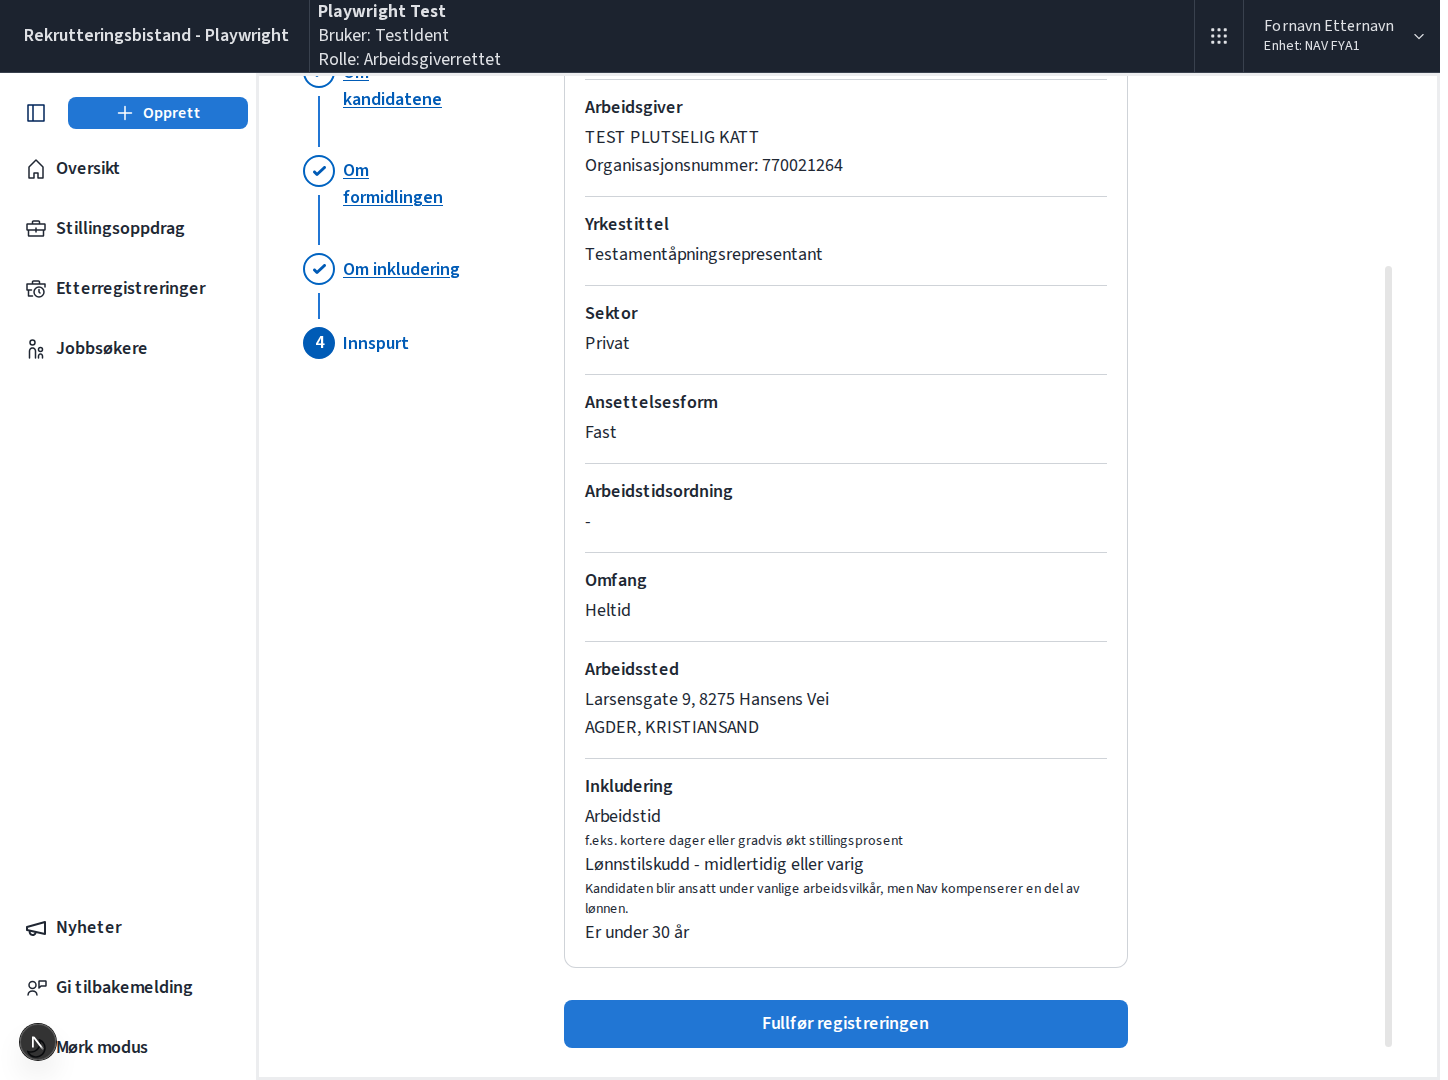 Rekrutteringsbistand - Playwright
Playwright Test
Bruker: TestIdent
Rolle: Arbeidsgiverrettet
Fornavn Etternavn
Enhet: NAV FYA1
Opprett
Oversikt
Stillingsoppdrag
Etterregistreringer
Jobbsøkere
Nyheter
Gi tilbakemelding
Mørk modus
Om
kandidatene
Om
formidlingen
Om inkludering
4 Innspurt
Arbeidsgiver
TEST PLUTSELIG KATT
Organisasjonsnummer: 770021264
Yrkestittel
Testamentåpningsrepresentant
Sektor
Privat
Ansettelsesform
Fast
Arbeidstidsordning
-
Omfang
Heltid
Arbeidssted
Larsensgate 9, 8275 Hansens Vei
AGDER, KRISTIANSAND
Inkludering
Arbeidstid
f.eks. kortere dager eller gradvis økt stillingsprosent
Lønnstilskudd - midlertidig eller varig
Kandidaten blir ansatt under vanlige arbeidsvilkår, men Nav kompenserer en del av
lønnen.
Er under 30 år
Fullfør registreringen